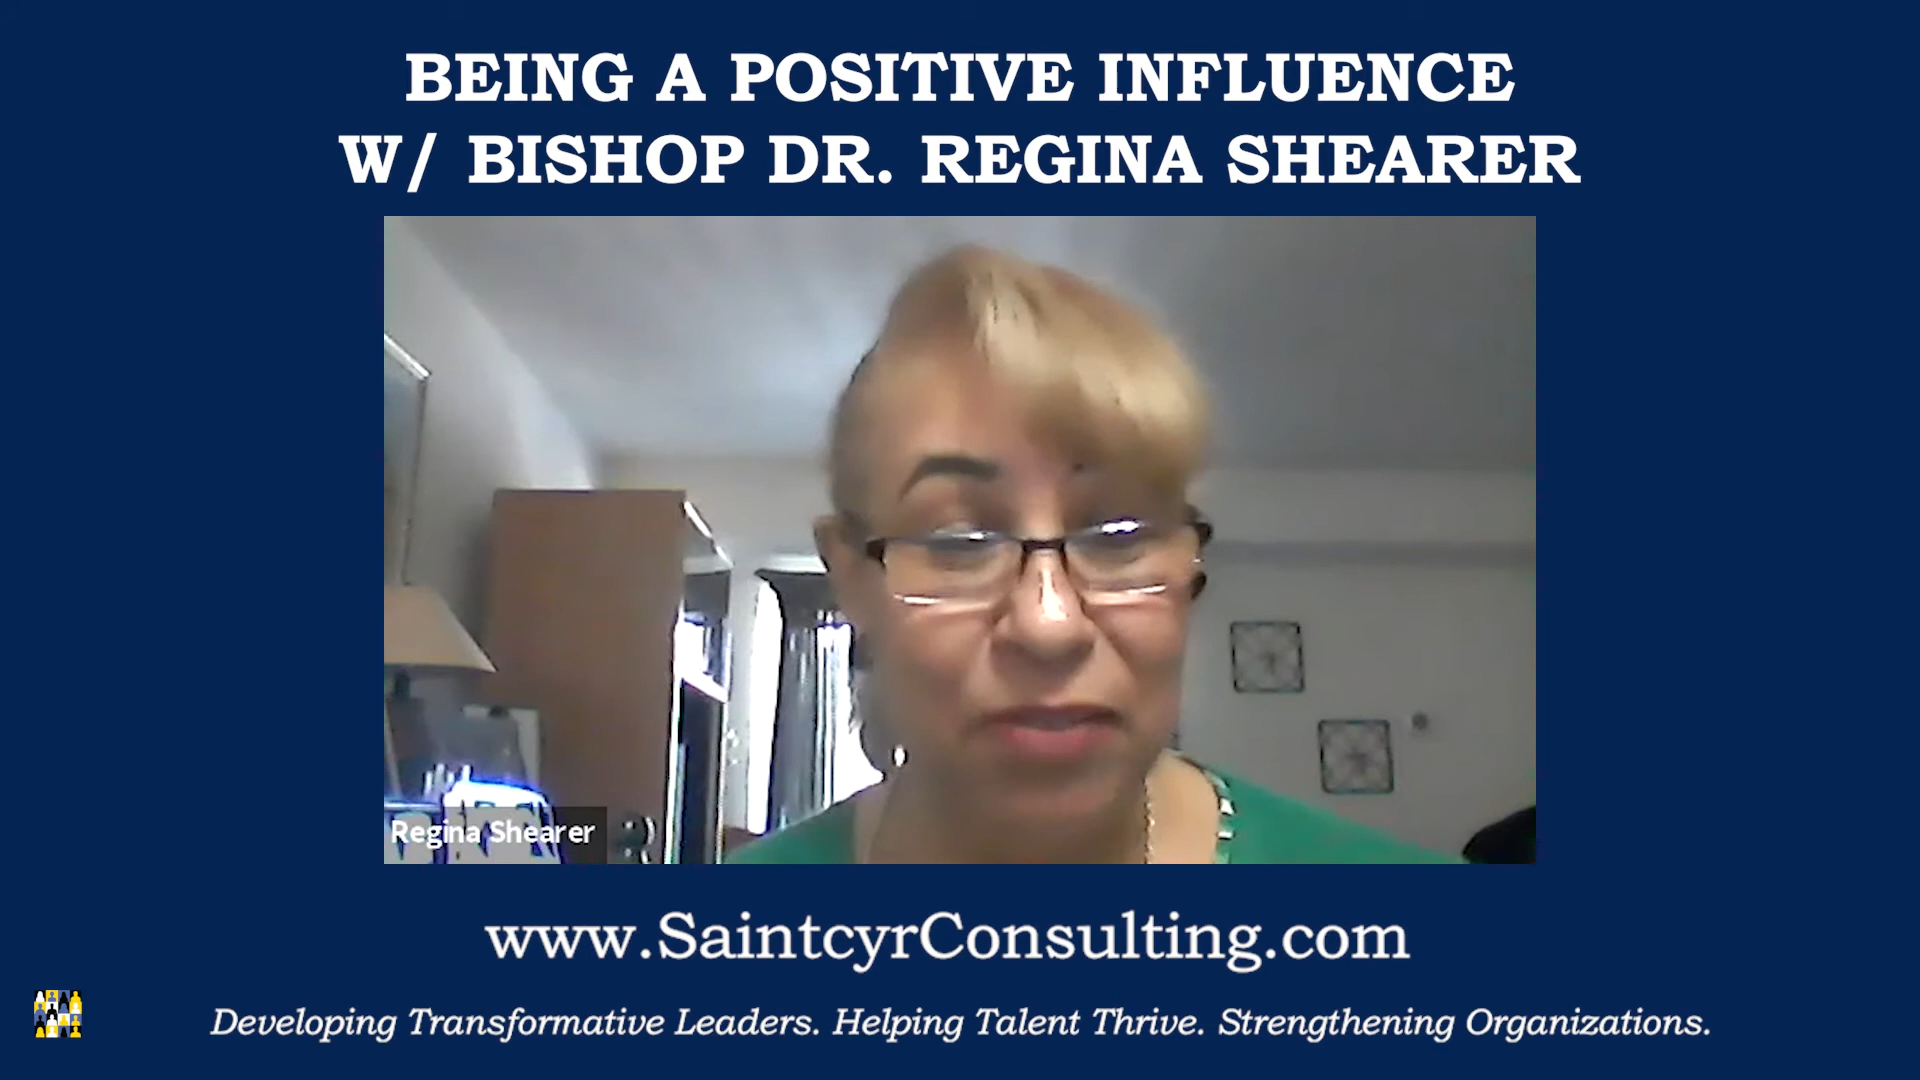 BEING A POSITIVE INFLUENCE
W/ BISHOP DR. REGINA SHEARER
Regina Shearer
www.SaintcyrConsulting.com
Developing Transformative Leaders. Helping Talent Thrive. Strengthening Organizations.